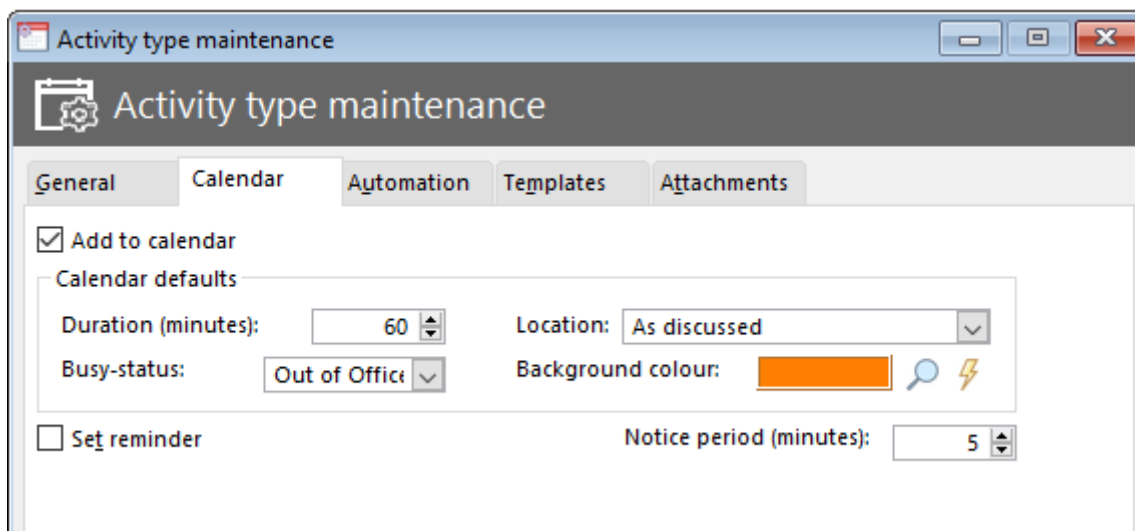 Activity type maintenance
Activity type maintenance
General Calendar Automation Templates Attachments
Add to calendar
Calendar defaults
Duration (minutes): 60 Location: As discussed
Busy-status: Out of Office Background colour:
Set reminder Notice period (minutes): 5